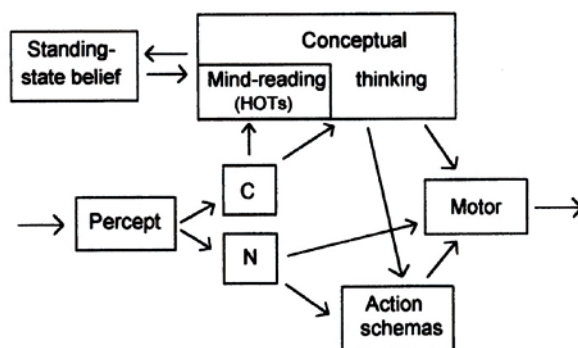 Standing-
state belief
Conceptual
thinking
Mind-reading
(HOTs)
C
Percept
N
Motor
Action
schemas